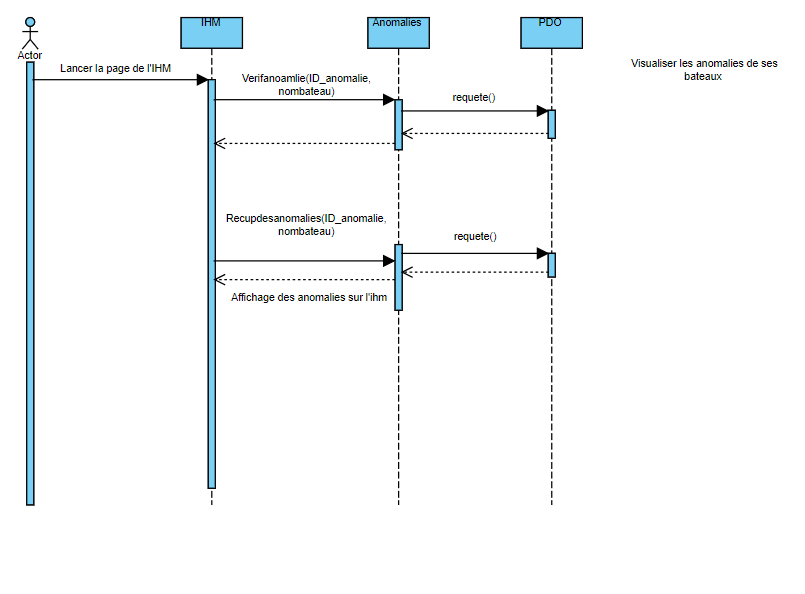 IHM
Anomalies
PDO
Actor
Visualiser les anomalies de ses
bateaux
Lancer la page de l'IHM
Verifanoamlie(ID_anomalie,
nombateau)
requete()
Recupdesanomalies(ID_anomalie,
nombateau)
requete()
Affichage des anomalies sur l'ihm